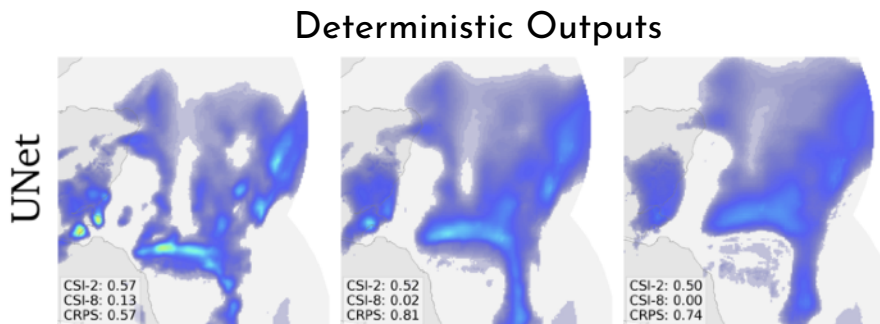 Deterministic Outputs
UNet
CSI-2: 0.57
CSI-8: 0.13
CRPS: 0.57
CSI-2: 0.52
CSI-8: 0.02
CRPS: 0.81
CSI-2: 0.50
CSI-8: 0.00
CRPS: 0.74